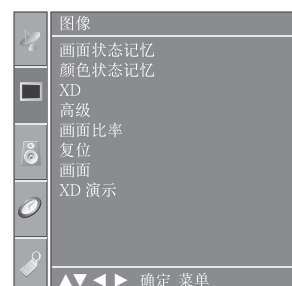 图像
画面状态记忆
颜色状态记忆
XD
高级
画面比率
复位
画面
XD 演示
▲▼◀▶ 确定 菜单